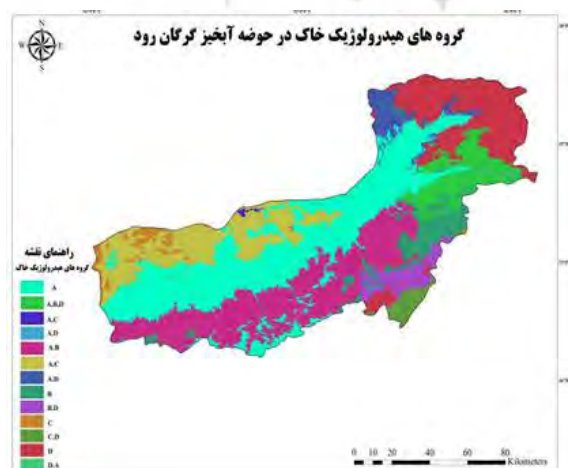 گروه های هیدرولوژیک خاک در حوضه آبخیز گرگان رود
N
W E
S
راهنمای نقشه
گروه های هیدرولوژیک خاک
A
A,B,D
A,C
A,D
A,B
A,C
A,D
B
B,D
C
C,D
D
D,A
0 10 20 40 60 80
Kilometers